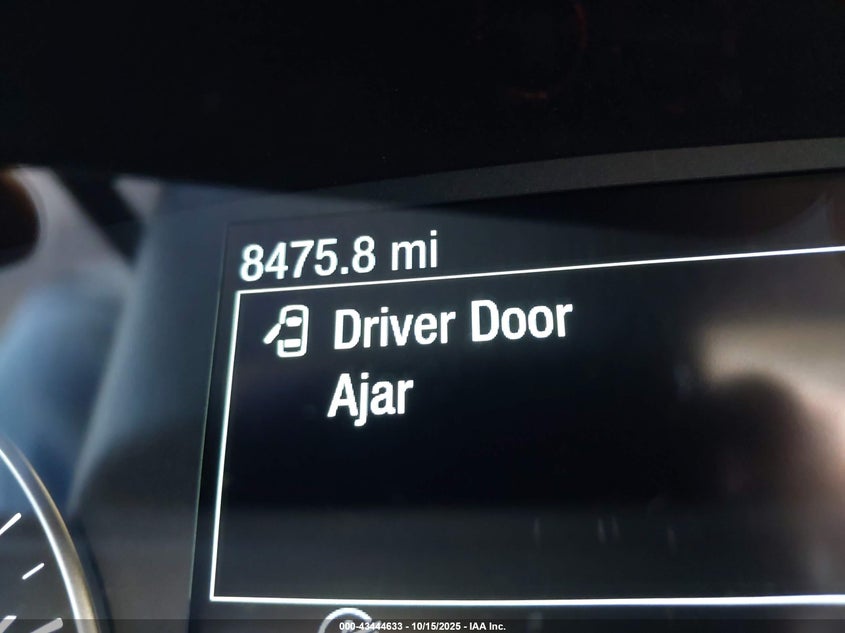 8475.8 mi
Driver Door
Ajar
000-43444633 - 10/15/2025 - IAA Inc.